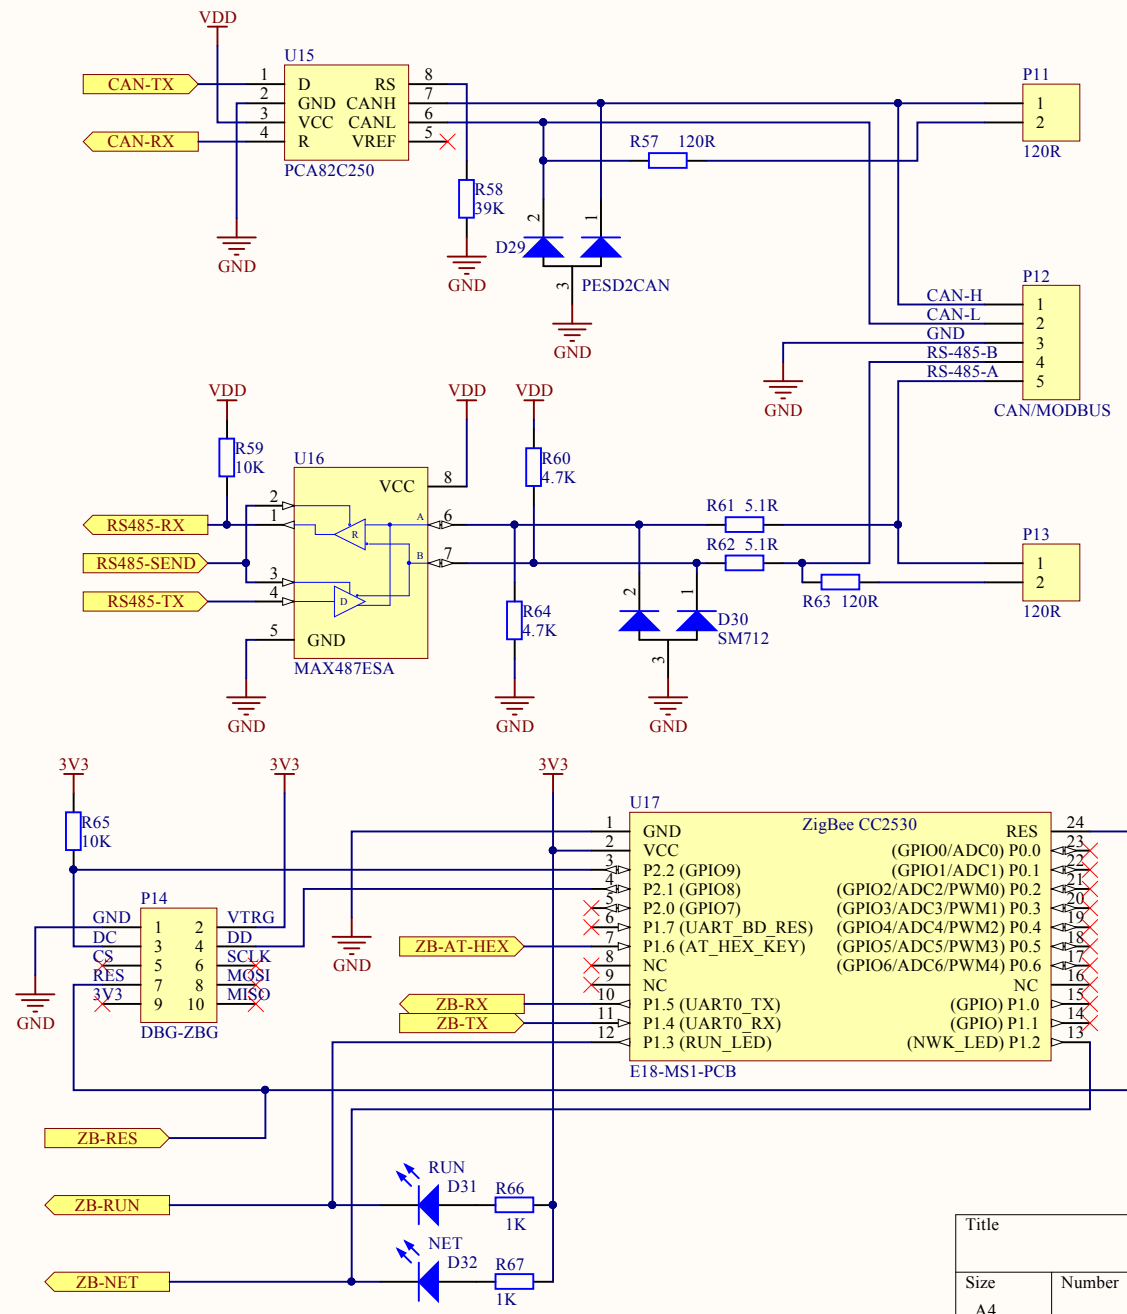 VDD
U15
CAN-TX
1 D RS 8
2 GND CANH 7
3 VCC CANL 6
4 R VREF 5
CAN-RX
PCA82C250
R58
39K
GND
GND
R57 120R
P11
1
2
120R
D29
2
1
3
PESD2CAN
GND
P12
CAN-H 1
CAN-L 2
GND 3
RS-485-B 4
RS-485-A 5
CAN/MODBUS
GND
VDD
VDD
VDD
R59
10K
U16
R60
4.7K
VCC 8
RS485-RX
2
1
R
A
6
RS485-SEND
B
7
3
RS485-TX
4
D
5
GND
MAX487ESA
GND
R61 5.1R
R62 5.1R
R64
4.7K
GND
2
1
3
D30
SM712
GND
R63 120R
P13
1
2
120R
3V3
3V3
3V3
R65
10K
P14
GND 1 2 VTRG
DC 3 4 DD
CS 5 6 SCLK
RES 7 8 MOSI
3V3 9 10 MISO
DBG-ZBG
GND
GND
U17
ZigBee CC2530
1 GND RES 24
2 VCC (GPIO0/ADC0) P0.0 23
3 P2.2 (GPIO9) (GPIO1/ADC1) P0.1 22
4 P2.1 (GPIO8) (GPIO2/ADC2/PWM0) P0.2 21
5 P2.0 (GPIO7) (GPIO3/ADC3/PWM1) P0.3 20
6 P1.7 (UART_BD_RES) (GPIO4/ADC4/PWM2) P0.4 19
ZB-AT-HEX
7 P1.6 (AT_HEX_KEY) (GPIO5/ADC5/PWM3) P0.5 18
8 NC (GPIO6/ADC6/PWM4) P0.6 17
9 NC NC 16
ZB-RX
10 P1.5 (UART0_TX) (GPIO) P1.0 15
ZB-TX
11 P1.4 (UART0_RX) (GPIO) P1.1 14
12 P1.3 (RUN_LED) (NWK_LED) P1.2 13
E18-MS1-PCB
ZB-RES
ZB-RUN
RUN
D31
R66
1K
ZB-NET
NET
D32
R67
1K
Title
Size
Number
A4